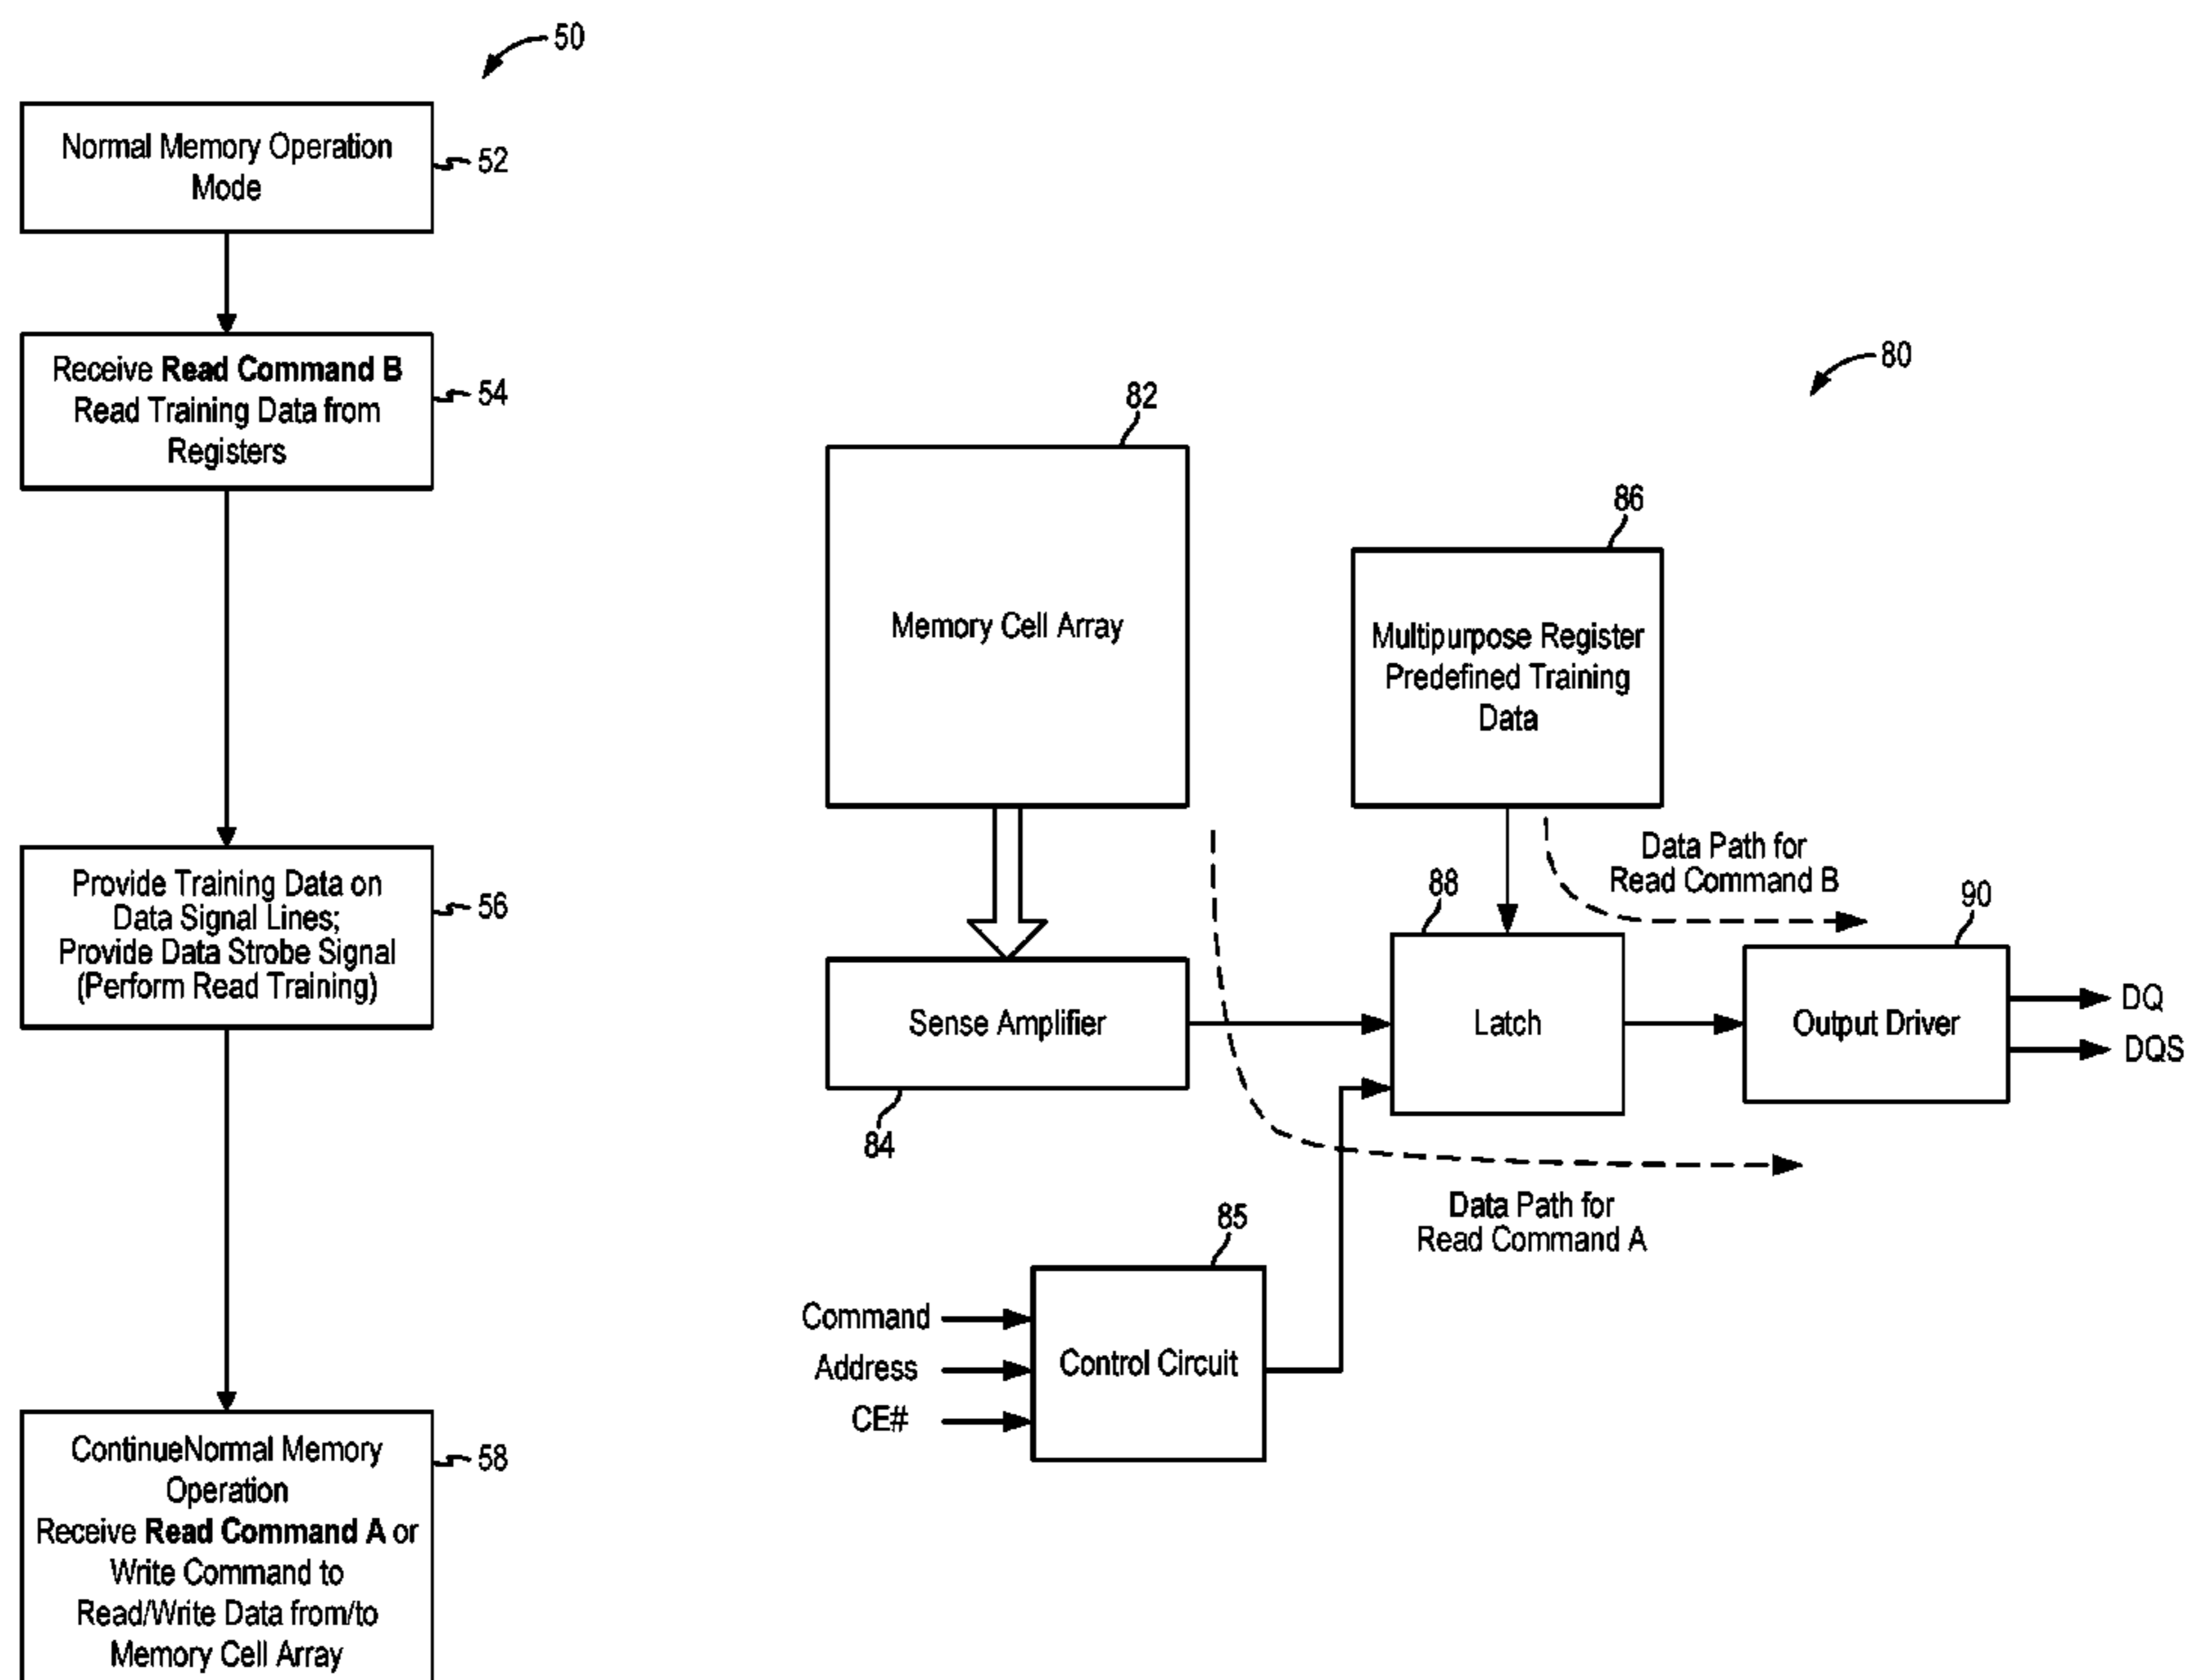 50
Normal Memory Operation
Mode
52
Receive Read Command B
Read Training Data from
Registers
54
Provide Training Data on
Data Signal Lines;
Provide Data Strobe Signal
(Perform Read Training)
56
ContinueNormal Memory
Operation
Receive Read Command A or
Write Command to
Read/Write Data from/to
Memory Cell Array
58
80
82
Memory Cell Array
86
Multipurpose Register
Predefined Training
Data
Data Path for
Read Command B
88
90
Sense Amplifier
Latch
Output Driver
DQ
DQS
84
Data Path for
Read Command A
85
Command
Address
CE#
Control Circuit